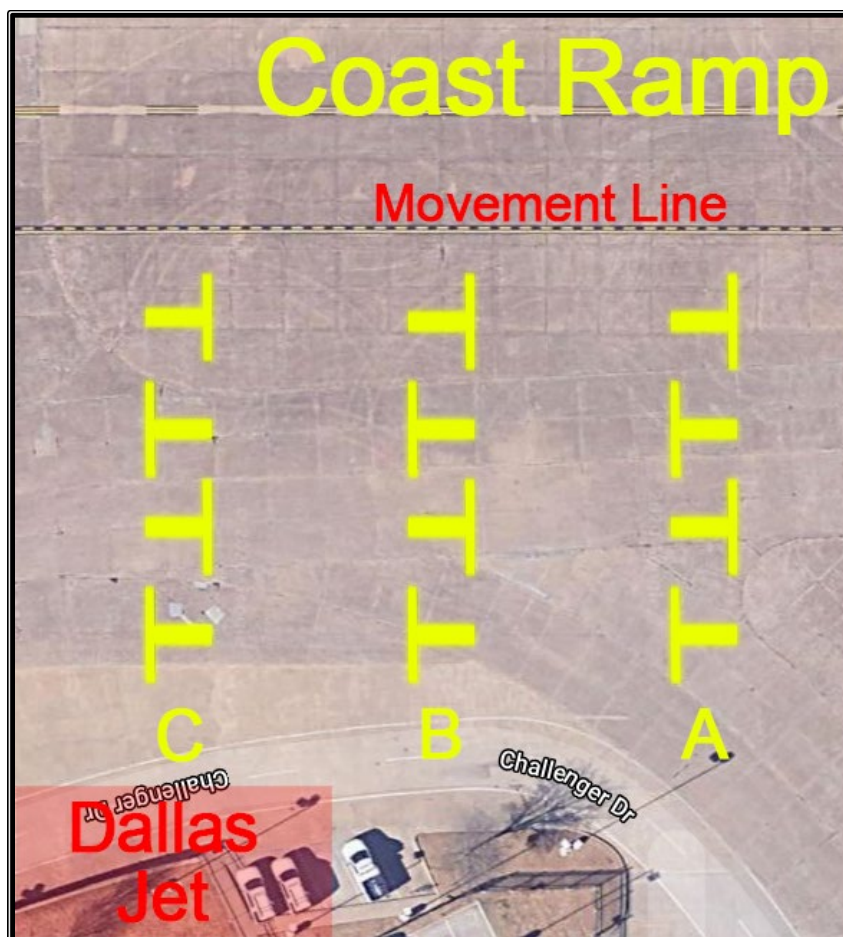 Coast Ramp
Movement Line
C
B
A
Challenger Dr
Challenger Dr
Dallas
Jet